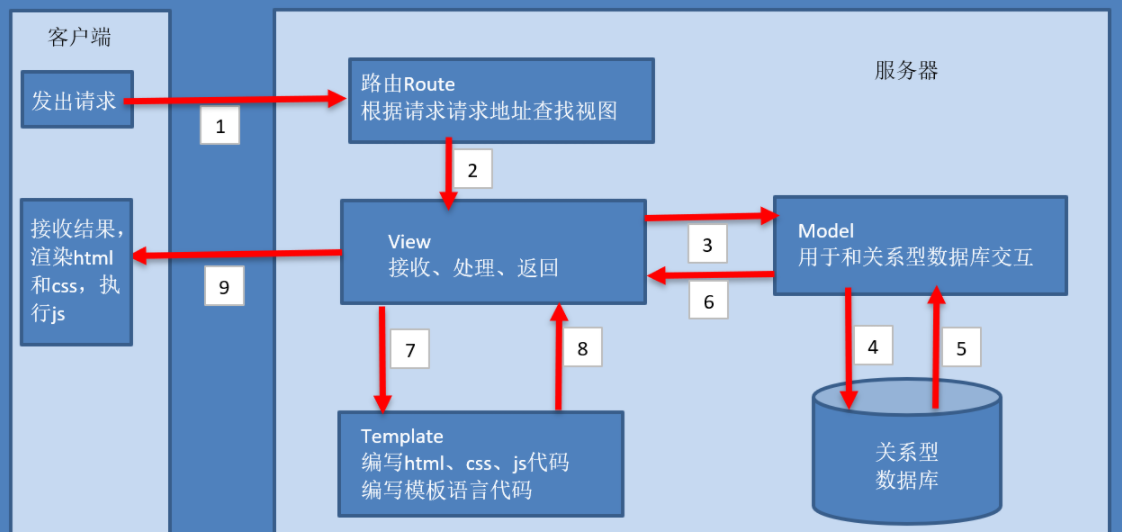 客户端
服务器
发出请求
1
路由Route
根据请求请求地址查找视图
2
接收结果，
渲染html
和css，执
行js
9
View
接收、处理、返回
3
6
Model
用于和关系型数据库交互
7
8
4
5
Template
编写html、css、js代码
编写模板语言代码
关系型
数据库